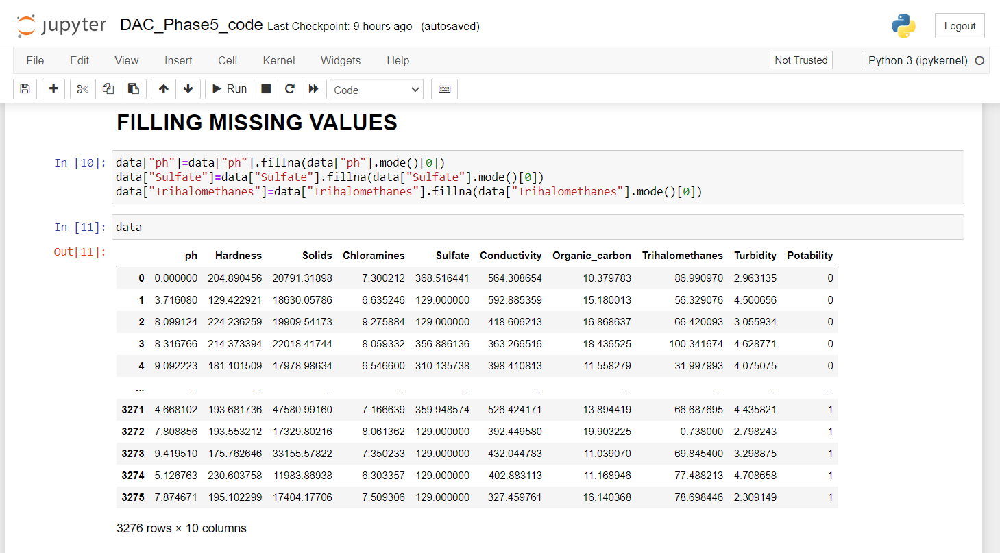 jupyter DAC_Phase5_code Last Checkpoint: 9 hours ago (autosaved) Logout
File Edit View Insert Cell Kernel Widgets Help Not Trusted Python 3 (ipykernel)
Run Code
FILLING MISSING VALUES
In [10]: data["ph"]=data["ph"].fillna(data["ph"].mode()[0])
data["Sulfate"]=data["Sulfate"].fillna(data["Sulfate"].mode()[0])
data["Trihalomethanes"]=data["Trihalomethanes"].fillna(data["Trihalomethanes"].mode()[0])
In [11]: data
Out[11]:
ph Hardness Solids Chloramines Sulfate Conductivity Organic_carbon Trihalomethanes Turbidity Potability
0 0.000000 204.890456 20791.31898 7.300212 368.516441 564.308654 10.379783 86.990970 2.963135 0
1 3.716080 129.422921 18630.05786 6.635246 129.000000 592.885359 15.180013 56.329076 4.500656 0
2 8.099124 224.236259 19909.54173 9.275884 129.000000 418.606213 16.868637 66.420093 3.055934 0
3 8.316766 214.373394 22018.41744 8.059332 356.886136 363.266516 18.436525 100.341674 4.628771 0
4 9.092223 181.101509 17978.98634 6.546600 310.135738 398.410813 11.558279 31.997993 4.075075 0
... ... ... ... ... ... ... ... ... ... ...
3271 4.668102 193.681736 47580.99160 7.166639 359.948574 526.424171 13.894419 66.687695 4.435821 1
3272 7.808856 193.553212 17329.80216 8.061362 129.000000 392.449580 19.903225 0.738000 2.798243 1
3273 9.419510 175.762646 33155.57822 7.350233 129.000000 432.044783 11.039070 69.845400 3.298875 1
3274 5.126763 230.603758 11983.86938 6.303357 129.000000 402.883113 11.168946 77.488213 4.708658 1
3275 7.874671 195.102299 17404.17706 7.509306 129.000000 327.459761 16.140368 78.698446 2.309149 1
3276 rows × 10 columns